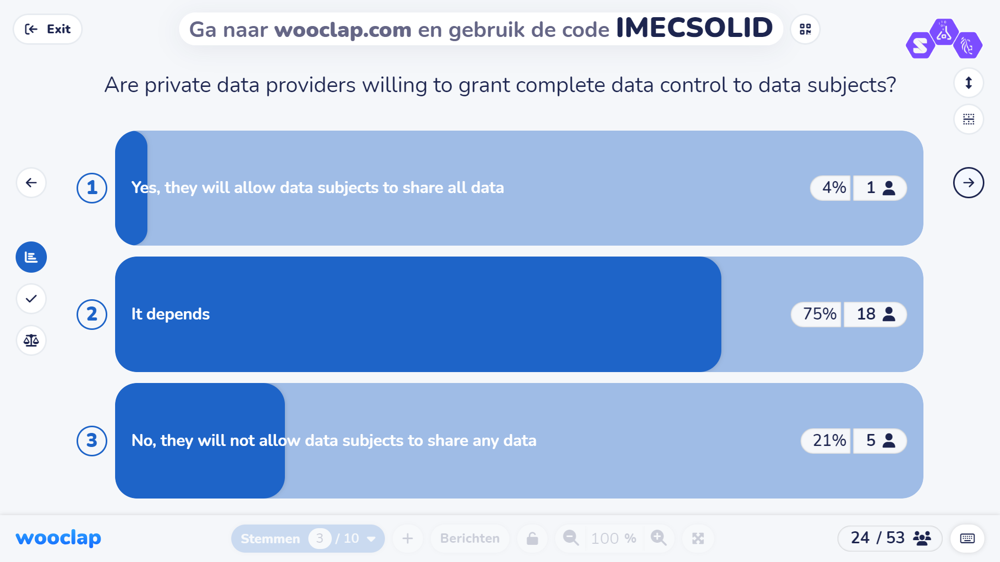 Exit
Ga naar wooclap.com en gebruik de code IMECSOLID
Are private data providers willing to grant complete data control to data subjects?
1
Yes, they will allow data subjects to share all data
4% 1
2
It depends
75% 18
3
No, they will not allow data subjects to share any data
21% 5
wooclap
Stemmen 3 / 10
+
Berichten
100 %
24 / 53